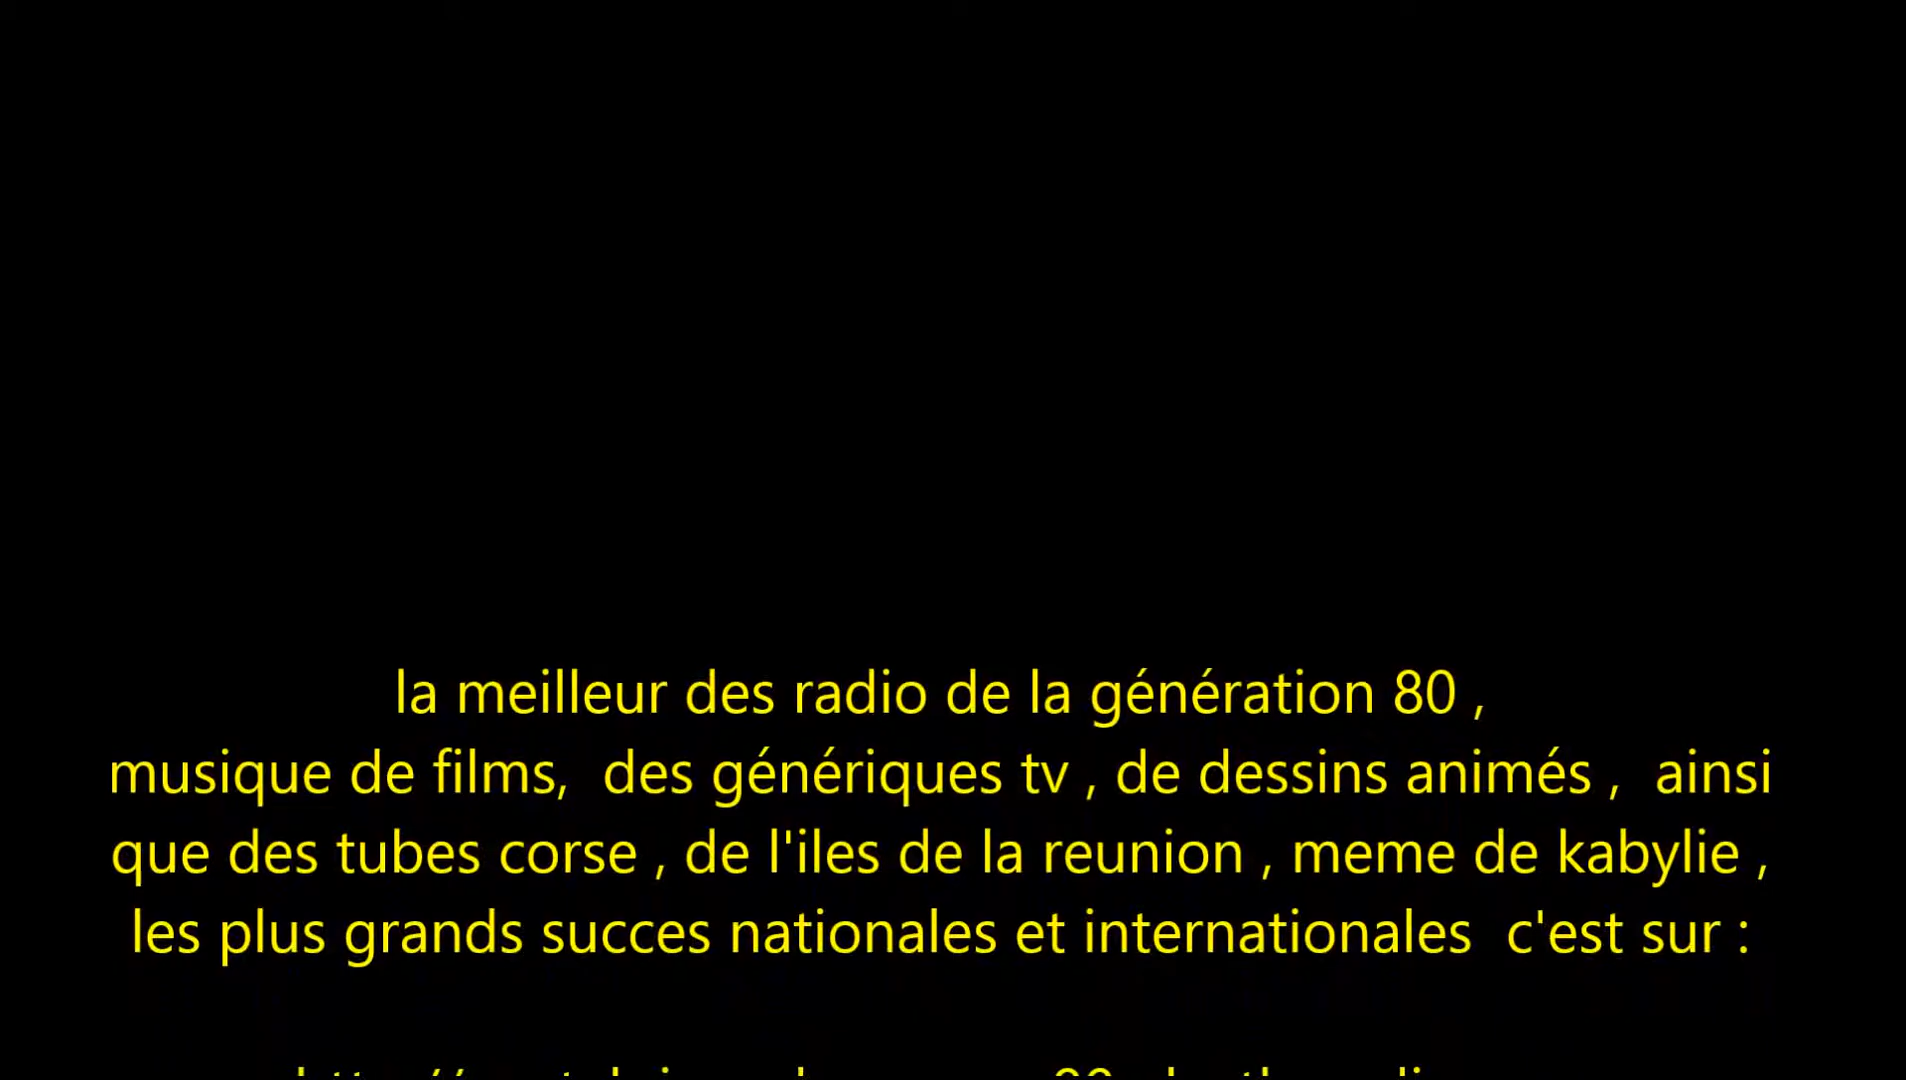 la meilleur des radio de la génération 80 ,
musique de films,  des génériques tv , de dessins animés ,  ainsi
que des tubes corse , de l'iles de la reunion , meme de kabylie ,
les plus grands succes nationales et internationales  c'est sur :